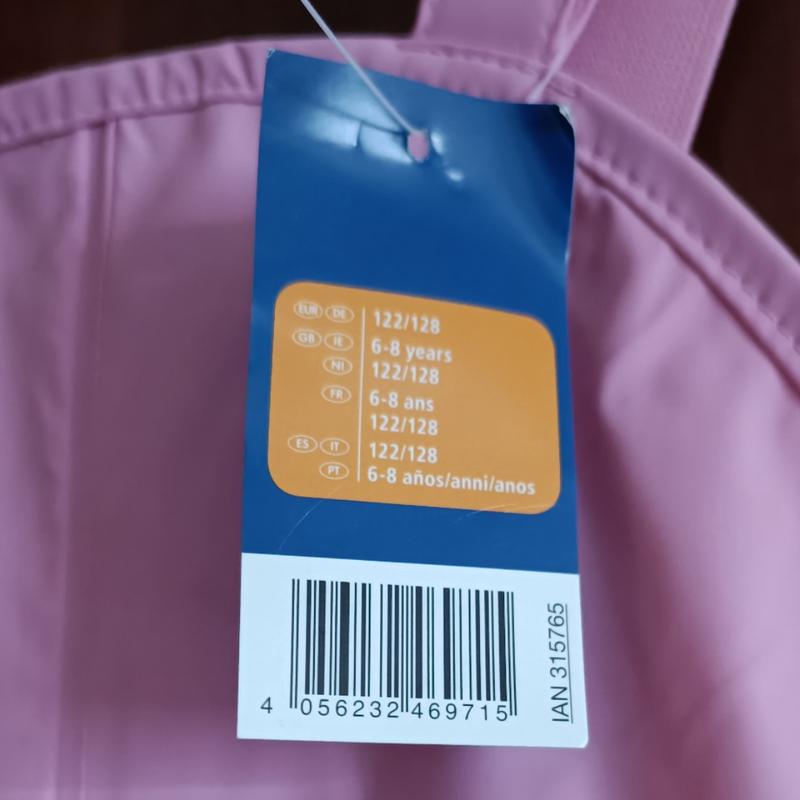 EUR DE 122/128
GB IE 6-8 years
NI 122/128
FR 6-8 ans
122/128
ES IT 122/128
PT 6-8 años/anni/anos
4 056232 469715
IAN 315765